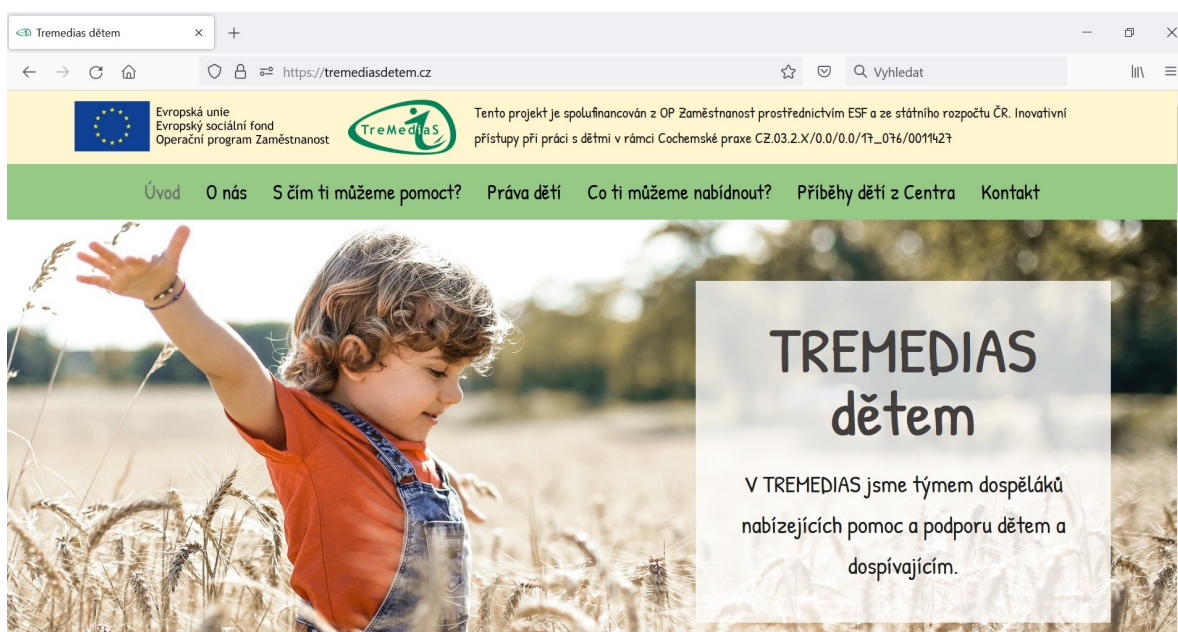 Tremedias dětem
https://tremediasdetem.cz
Vyhledat
Evropská unie
Evropský sociální fond
Operační program Zaměstnanost
TreMediaS
Tento projekt je spolufinancován z OP Zaměstnanost prostřednictvím ESF a ze státního rozpočtu ČR. Inovativní
přístupy při práci s dětmi v rámci Cochemské praxe CZ.03.2.X/0.0/0.0/17_076/0011427
Úvod O nás S čím ti můžeme pomoct? Práva dětí Co ti můžeme nabídnout? Příběhy dětí z Centra Kontakt
TREMEDIAS
dětem
V TREMEDIAS jsme týmem dospěláků
nabízejících pomoc a podporu dětem a
dospívajícím.